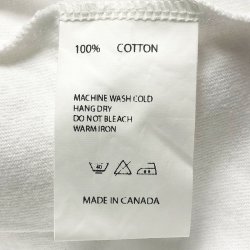 100% COTTON
MACHINE WASH COLD
HANG DRY
DO NOT BLEACH
WARM IRON
MADE IN CANADA